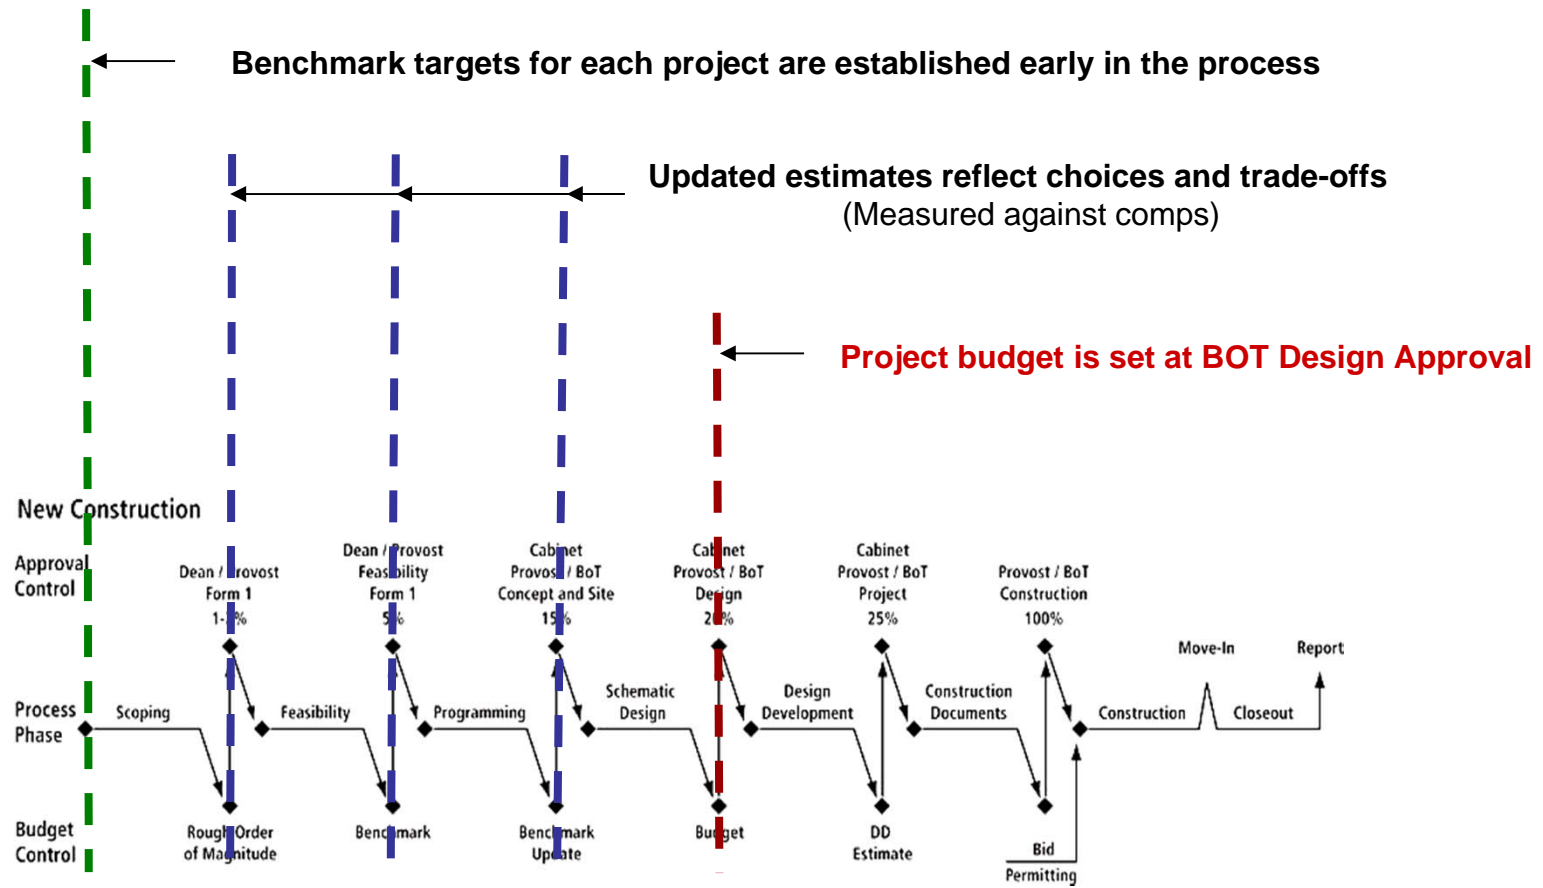 Benchmark targets for each project are established early in the process
Updated estimates reflect choices and trade-offs
(Measured against comps)
Project budget is set at BOT Design Approval
New Construction
Approval
Control
Dean / Provost
Form 1
Dean / Provost
Feasibility
Form 1
5%
Cabinet
Provost / BoT
Concept and Site
15%
Cabinet
Provost / BoT
Design
Cabinet
Provost / BoT
Project
25%
Provost / BoT
Construction
100%
Move-In
Report
Process
Phase
Scoping
Feasibility
Programming
Schematic
Design
Design
Development
Construction
Documents
Construction
Closeout
Budget
Control
Rough Order
of Magnitude
Benchmark
Benchmark
Update
Budget
DD
Estimate
Bid
Permitting